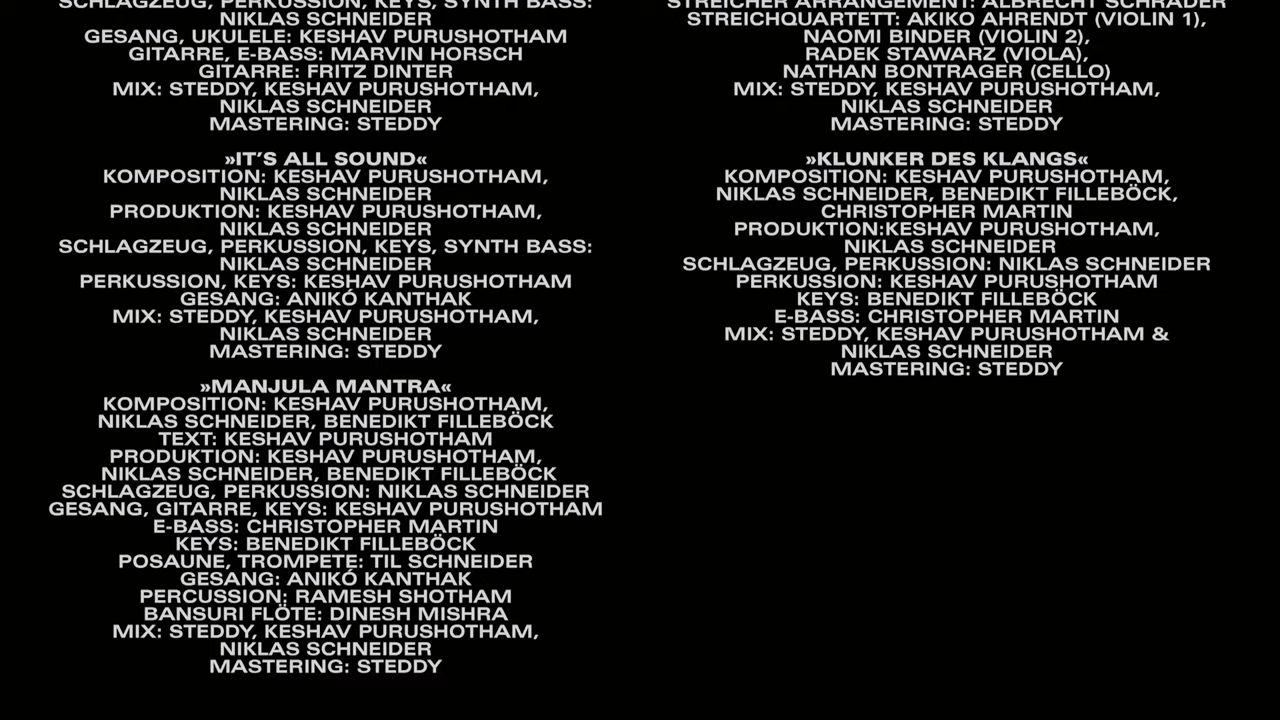 SCHLAGZEUG, PERKUSSION, KEYS, SYNTH BASS:
NIKLAS SCHNEIDER
GESANG, UKULELE: KESHAV PURUSHOTHAM
GITARRE, E-BASS: MARVIN HORSCH
GITARRE: FRITZ DINTER
MIX: STEDDY, KESHAV PURUSHOTHAM,
NIKLAS SCHNEIDER
MASTERING: STEDDY
»IT'S ALL SOUND«
KOMPOSITION: KESHAV PURUSHOTHAM,
NIKLAS SCHNEIDER
PRODUKTION: KESHAV PURUSHOTHAM,
NIKLAS SCHNEIDER
SCHLAGZEUG, PERKUSSION, KEYS, SYNTH BASS:
NIKLAS SCHNEIDER
PERKUSSION, KEYS: KESHAV PURUSHOTHAM
GESANG: ANIKÓ KANTHAK
MIX: STEDDY, KESHAV PURUSHOTHAM,
NIKLAS SCHNEIDER
MASTERING: STEDDY
»MANJULA MANTRA«
KOMPOSITION: KESHAV PURUSHOTHAM,
NIKLAS SCHNEIDER, BENEDIKT FILLEBÖCK
TEXT: KESHAV PURUSHOTHAM
PRODUKTION: KESHAV PURUSHOTHAM,
NIKLAS SCHNEIDER, BENEDIKT FILLEBÖCK
SCHLAGZEUG, PERKUSSION: NIKLAS SCHNEIDER
GESANG, GITARRE, KEYS: KESHAV PURUSHOTHAM
E-BASS: CHRISTOPHER MARTIN
KEYS: BENEDIKT FILLEBÖCK
POSAUNE, TROMPETE: TIL SCHNEIDER
GESANG: ANIKÓ KANTHAK
PERCUSSION: RAMESH SHOTHAM
BANSURI FLÖTE: DINESH MISHRA
MIX: STEDDY, KESHAV PURUSHOTHAM,
NIKLAS SCHNEIDER
MASTERING: STEDDY
STREICHER ARRANGEMENT: ALBRECHT SCHRADER
STREICHQUARTETT: AKIKO AHRENDT (VIOLIN 1),
NAOMI BINDER (VIOLIN 2),
RADEK STAWARZ (VIOLA),
NATHAN BONTRAGER (CELLO)
MIX: STEDDY, KESHAV PURUSHOTHAM,
NIKLAS SCHNEIDER
MASTERING: STEDDY
»KLUNKER DES KLANGS«
KOMPOSITION: KESHAV PURUSHOTHAM,
NIKLAS SCHNEIDER, BENEDIKT FILLEBÖCK,
CHRISTOPHER MARTIN
PRODUKTION:KESHAV PURUSHOTHAM,
NIKLAS SCHNEIDER
SCHLAGZEUG, PERKUSSION: NIKLAS SCHNEIDER
PERKUSSION: KESHAV PURUSHOTHAM
KEYS: BENEDIKT FILLEBÖCK
E-BASS: CHRISTOPHER MARTIN
MIX: STEDDY, KESHAV PURUSHOTHAM &
NIKLAS SCHNEIDER
MASTERING: STEDDY